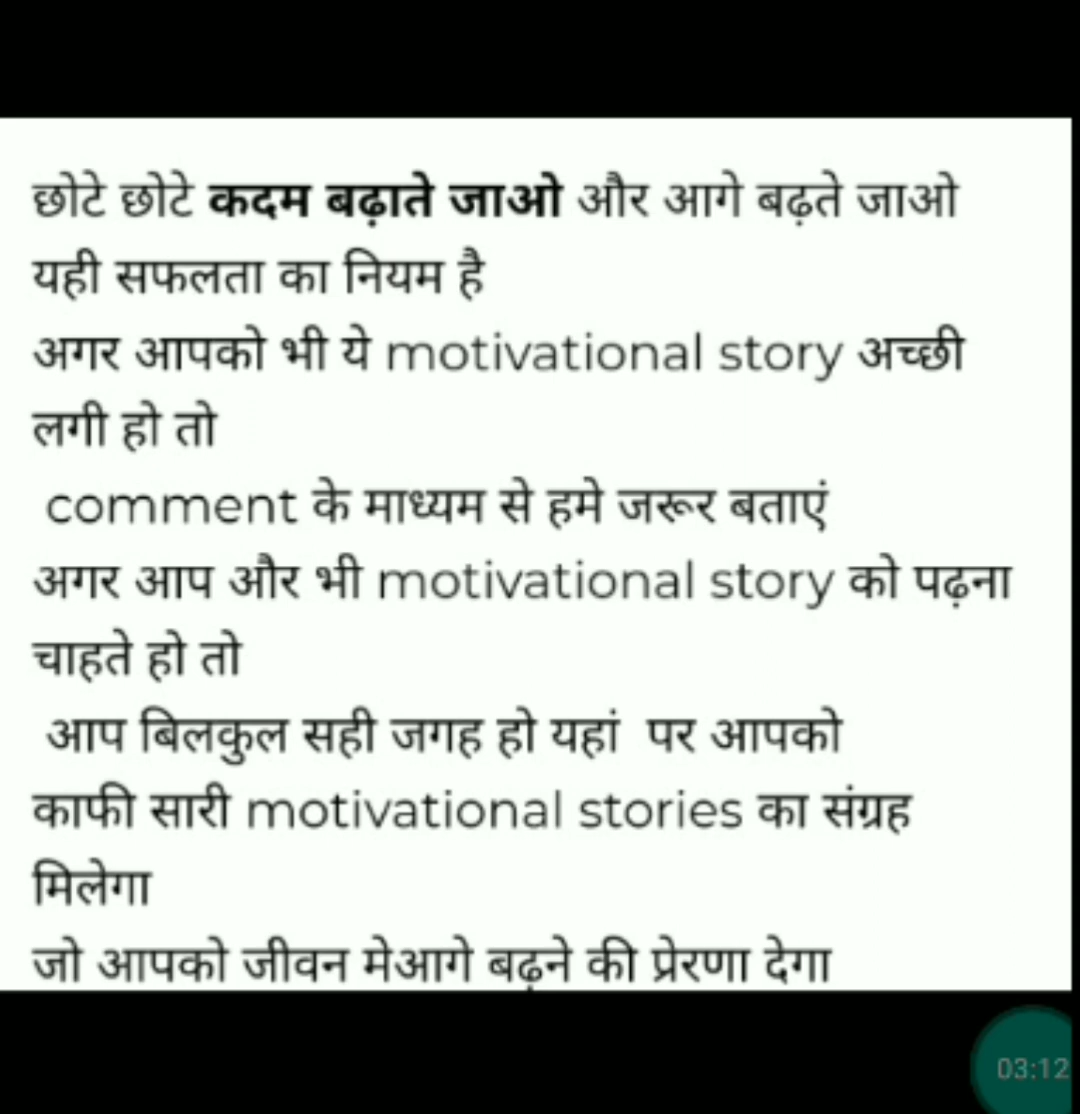 छोटे छोटे कदम बढ़ाते जाओ और आगे बढ़ते जाओ
यही सफलता का नियम है
अगर आपको भी ये motivational story अच्छी
लगी हो तो
comment के माध्यम से हमे जरूर बताएं
अगर आप और भी motivational story को पढ़ना
चाहते हो तो
आप बिलकुल सही जगह हो यहां पर आपको
काफी सारी motivational stories का संग्रह
मिलेगा
जो आपको जीवन मेआगे बढ़ने की प्रेरणा देगा
03:12